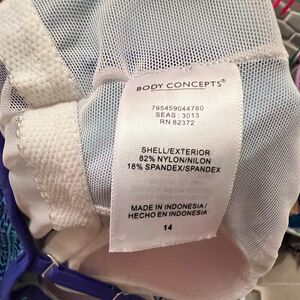 BODY CONCEPTS®
795459044760
SEAS : 3013
RN 82372
SHELL/EXTERIOR
82% NYLON/NILON
18% SPANDEX/SPANDEX
MADE IN INDONESIA/
HECHO EN INDONESIA
14